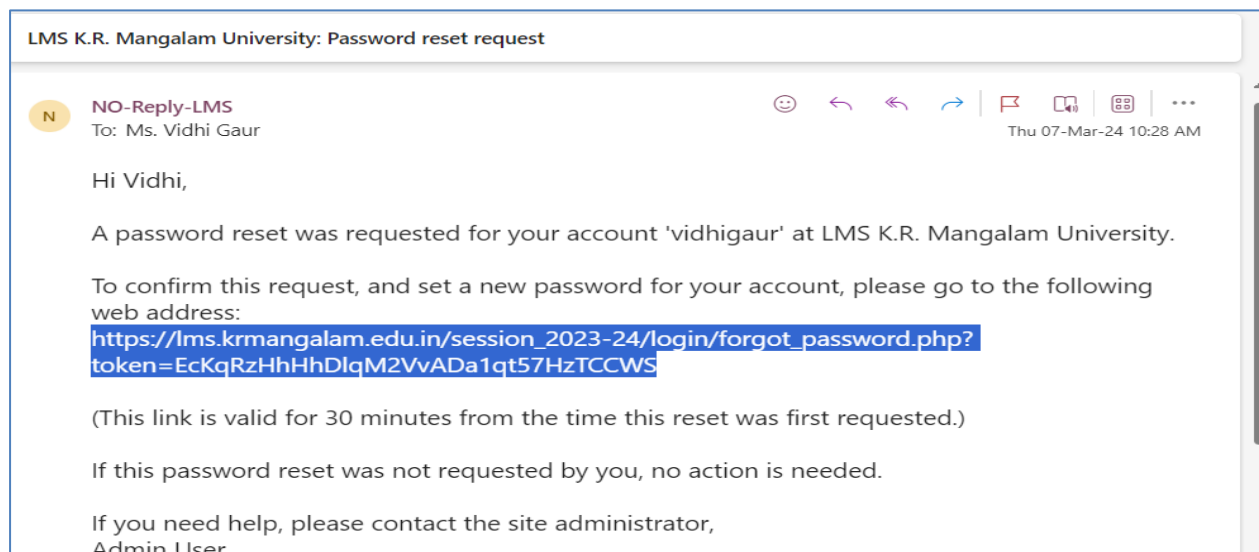 LMS K.R. Mangalam University: Password reset request
N
NO-Reply-LMS
To: Ms. Vidhi Gaur
Thu 07-Mar-24 10:28 AM
Hi Vidhi,
A password reset was requested for your account 'vidhigaur' at LMS K.R. Mangalam University.
To confirm this request, and set a new password for your account, please go to the following
web address:
https://lms.krmangalam.edu.in/session_2023-24/login/forgot_password.php?
token=EcKqRzHhHhDlqM2VvADa1qt57HzTCCWS
(This link is valid for 30 minutes from the time this reset was first requested.)
If this password reset was not requested by you, no action is needed.
If you need help, please contact the site administrator,
Admin User